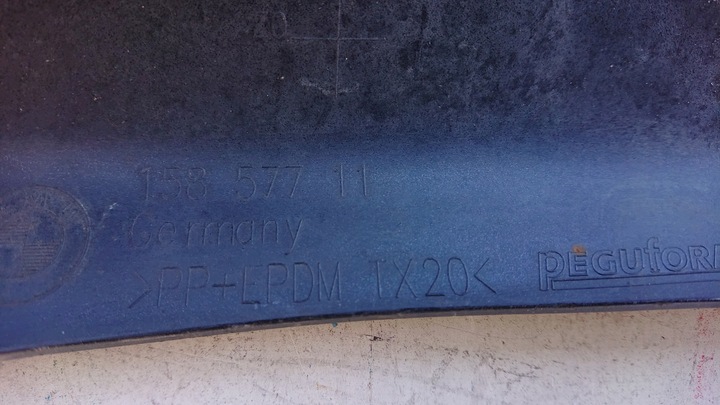 158 577 11
Germany
>PP+EPDM TX20<
PEGUFORM